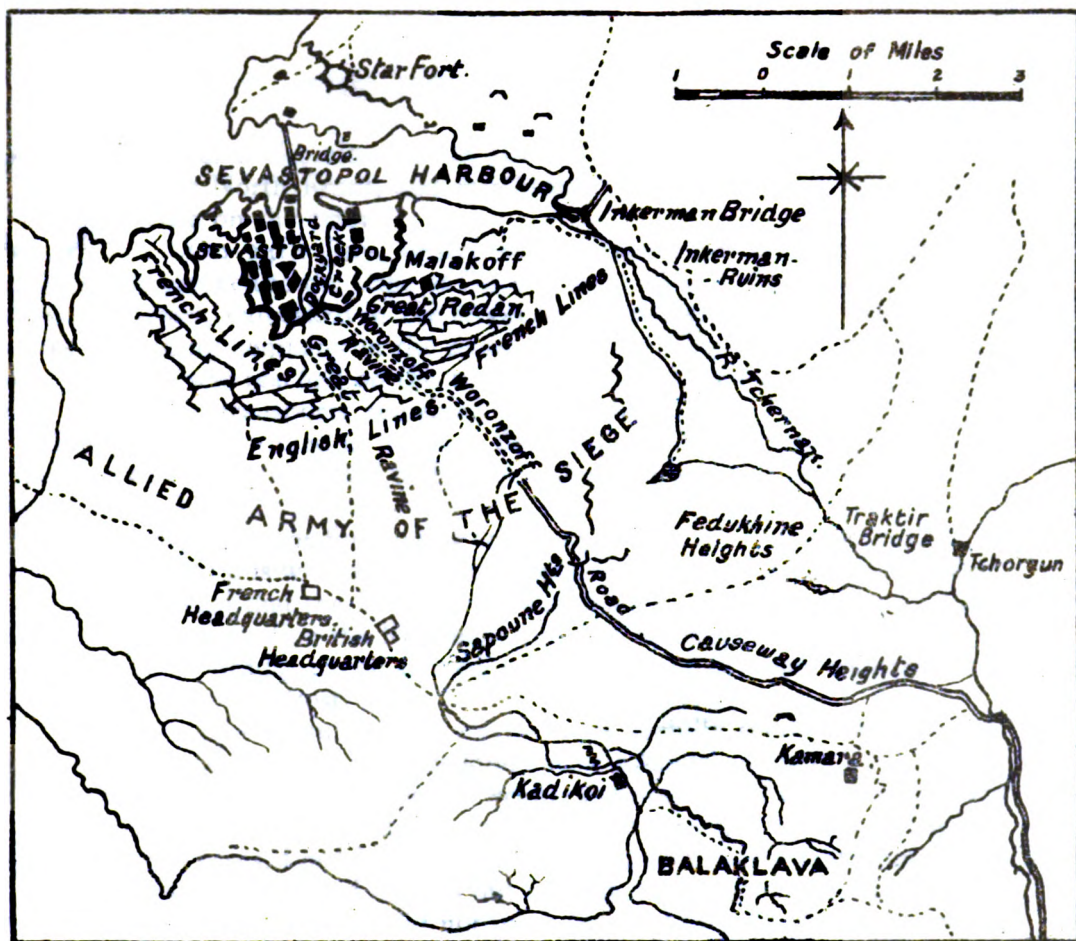 Scale of Miles
1 0 1 2 3
Star Fort.
Bridge.
SEVASTOPOL HARBOUR
Inkerman Bridge
Inkerman Ruins
SEVASTOPOL
Dockyard Creek
Malakoff
Great Redan
French Lines
French Lines
Woronzoff Ravine
Great Ravine
English Lines.
Woronzoff Road
R. Tchernaya
ALLIED ARMY OF THE SIEGE
Fedukhine Heights
Traktir Bridge
Tchorgun
French Headquarters.
British Headquarters
Sapoune Hts
Causeway Heights
Kadikoi
Kamara
BALAKLAVA